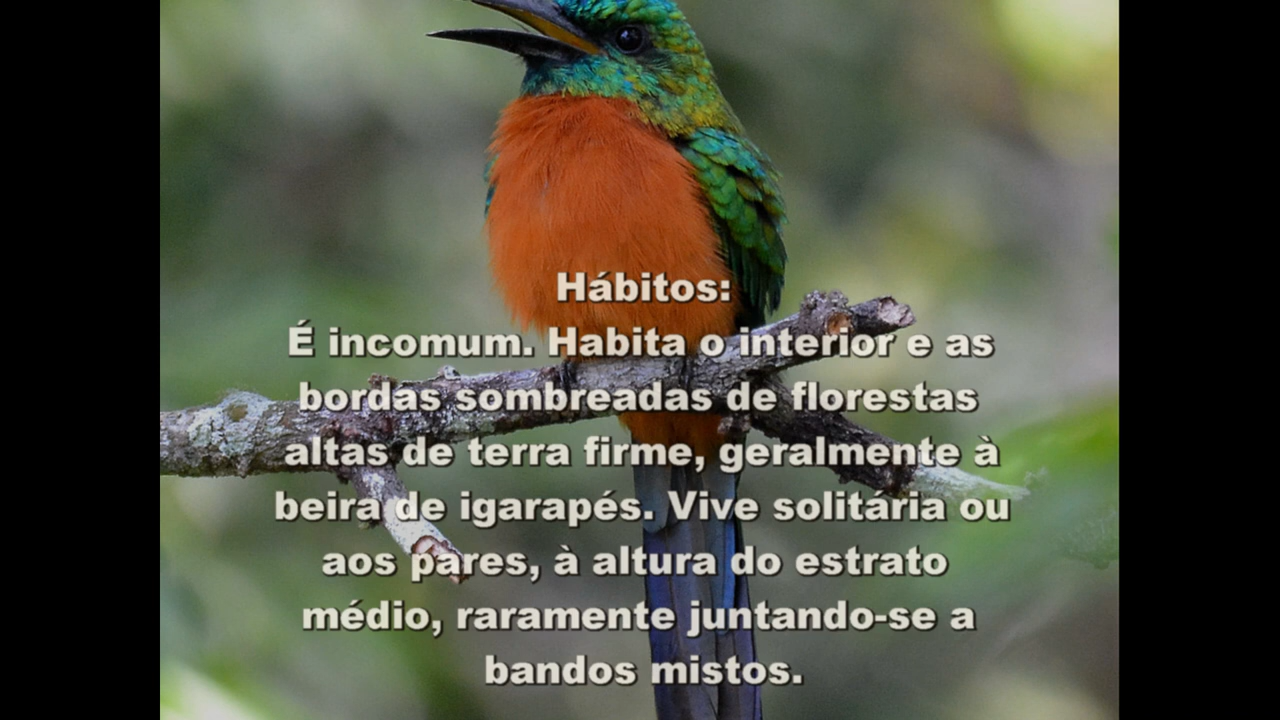 Hábitos:
É incomum. Habita o interior e as
bordas sombreadas de florestas
altas de terra firme, geralmente à
beira de igarapés. Vive solitária ou
aos pares, à altura do estrato
médio, raramente juntando-se a
bandos mistos.